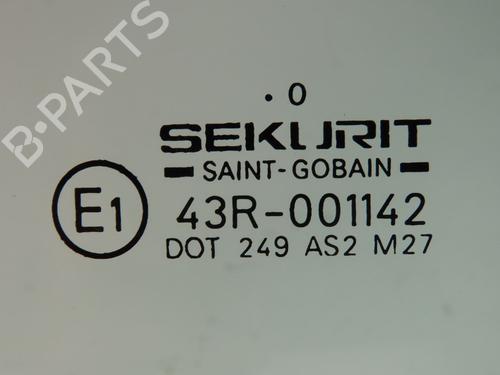 B-PARTS
. 0
SEKURIT
SAINT-GOBAIN
E1 43R-001142
DOT 249 AS2 M27